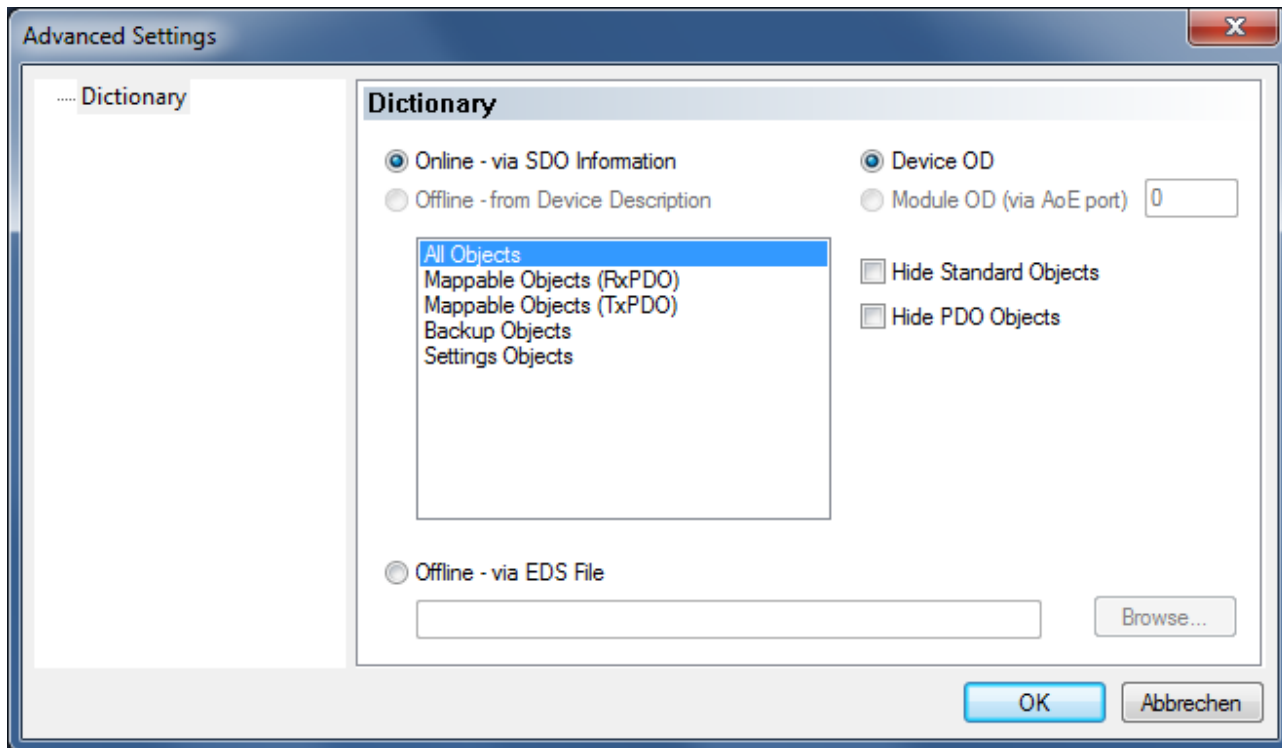 Advanced Settings
Dictionary
Dictionary
Online - via SDO Information
Device OD
Offline - from Device Description
Module OD (via AoE port) 0
All Objects
Mappable Objects (RxPDO)
Mappable Objects (TxPDO)
Backup Objects
Settings Objects
Hide Standard Objects
Hide PDO Objects
Offline - via EDS File
Browse...
OK
Abbrechen